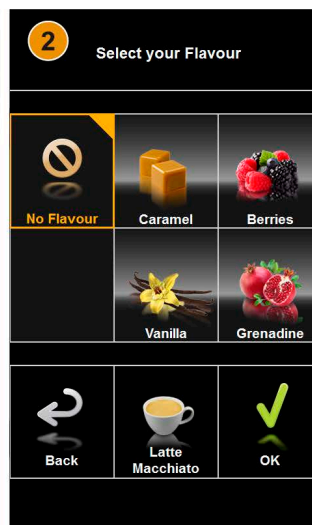 2
Select your Flavour
No Flavour
Caramel
Berries
Vanilla
Grenadine
Back
Latte
Macchiato
OK